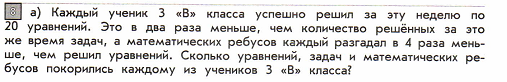 8 а) Каждый ученик 3 «В» класса успешно решил за эту неделю по
20 уравнений. Это в два раза меньше, чем количество решённых за это
же время задач, а математических ребусов каждый разгадал в 4 раза мень-
ше, чем решил уравнений. Сколько уравнений, задач и математических ре-
бусов покорились каждому из учеников 3 «В» класса?